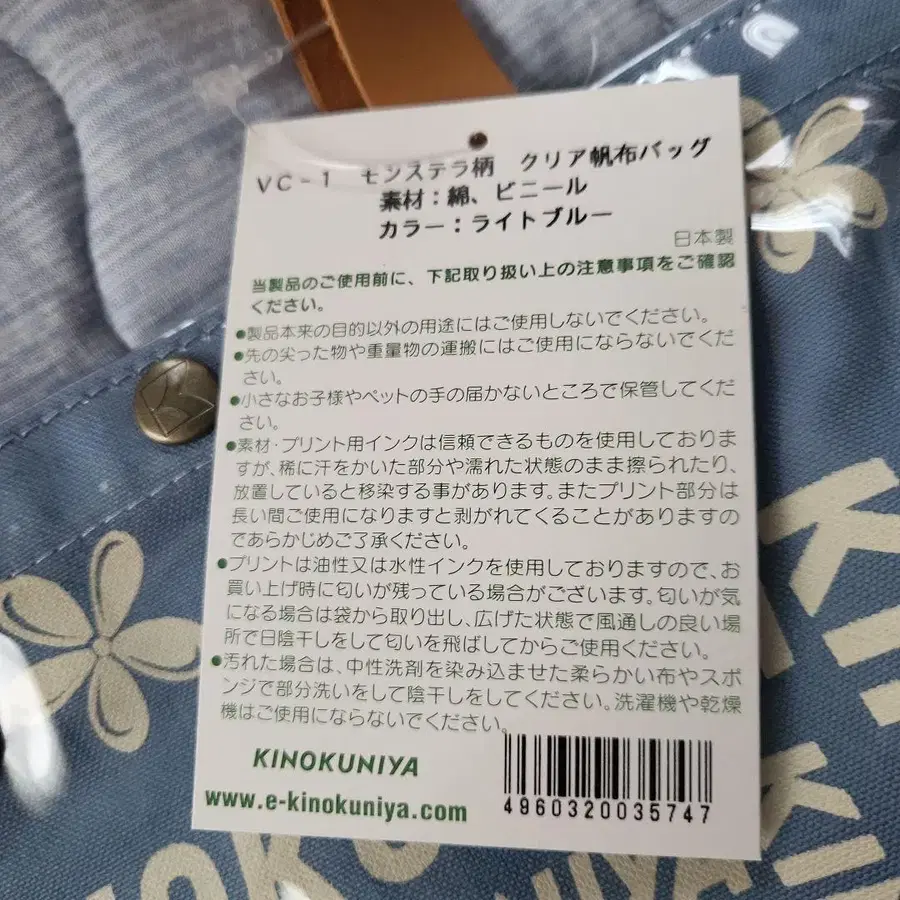 VC-1 モンステラ柄 クリア帆布バッグ
素材:綿、ビニール
カラー:ライトブルー
日本製
当製品のご使用前に、下記取り扱い上の注意事項をご確認
ください。
●製品本来の目的以外の用途にはご使用しないでください。
●先の尖った物や重量物の運搬にはご使用にならないでくだ
さい。
●小さなお子様やペットの手の届かないところで保管してくだ
さい。
●素材・プリント用インクは信頼できるものを使用しておりま
すが、稀に汗をかいた部分や濡れた状態のまま擦られたり、
放置していると移染する事があります。またプリント部分は
長い間ご使用になりますと剥がれてくることがありますの
であらかじめご了承ください。
●プリントは油性又は水性インクを使用しておりますので、お
買い上げ時に匂いが残っている場合がございます。匂いが気
になる場合は袋から取り出し、広げた状態で風通しの良い場
所で日陰干しをして匂いを飛ばしてからご使用ください。
●汚れた場合は、中性洗剤を染み込ませた柔らかい布やスポ
ンジで部分洗いをして陰干しをしてください。洗濯機や乾燥
機はご使用にならないでください。
KINOKUNIYA
www.e-kinokuniya.com
4960320035747